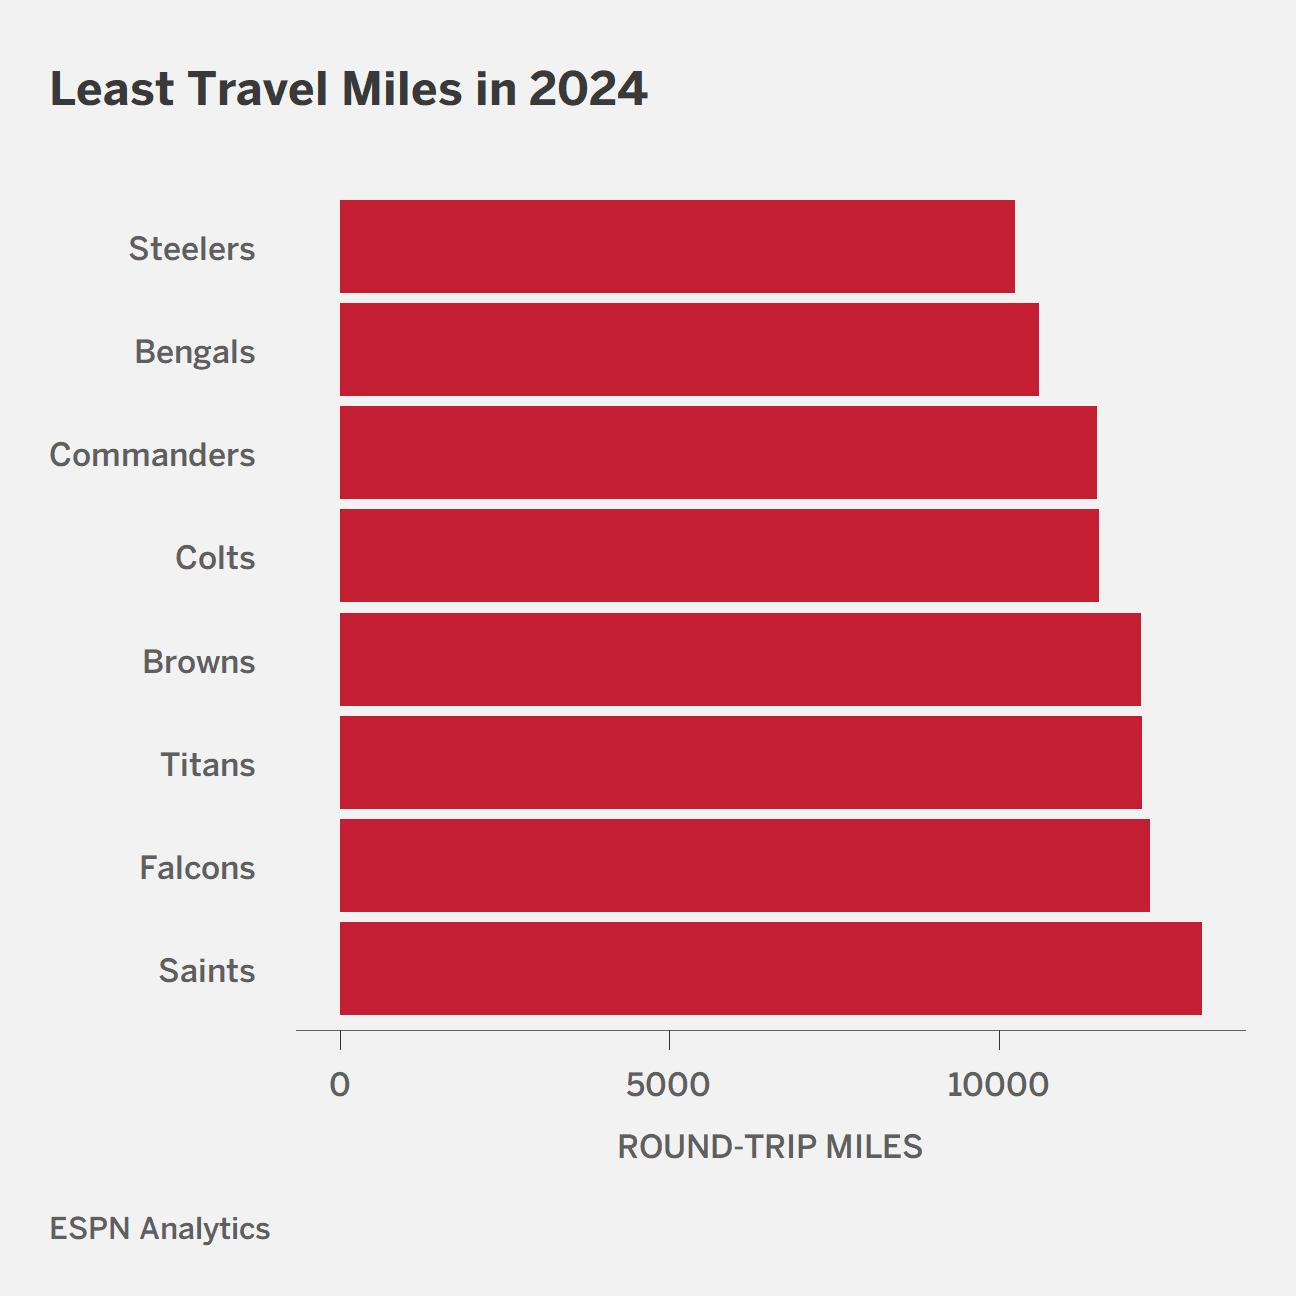 Least Travel Miles in 2024
Steelers
Bengals
Commanders
Colts
Browns
Titans
Falcons
Saints
0 5000 10000
ROUND-TRIP MILES
ESPN Analytics